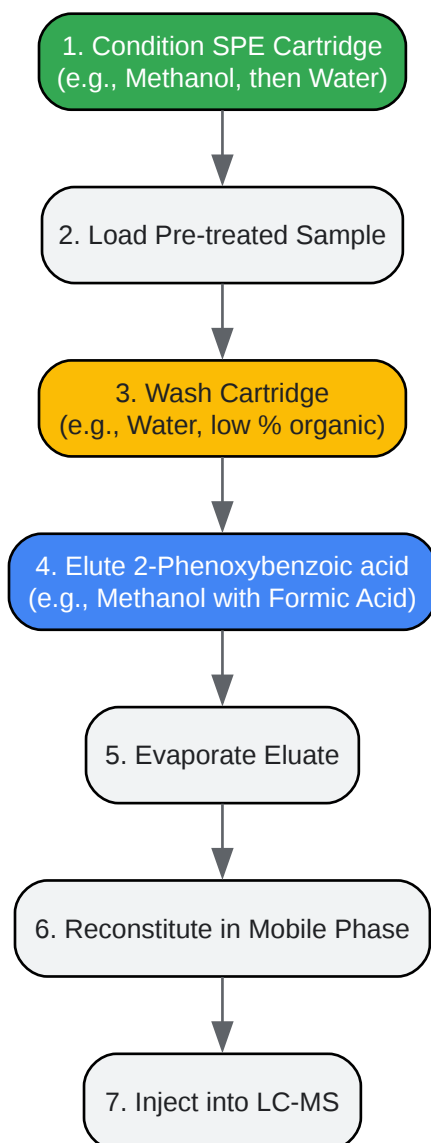 1. Condition SPE Cartridge
(e.g., Methanol, then Water)
2. Load Pre-treated Sample
3. Wash Cartridge
(e.g., Water, low % organic)
4. Elute 2-Phenoxybenzoic acid
(e.g., Methanol with Formic Acid)
5. Evaporate Eluate
6. Reconstitute in Mobile Phase
7. Inject into LC-MS